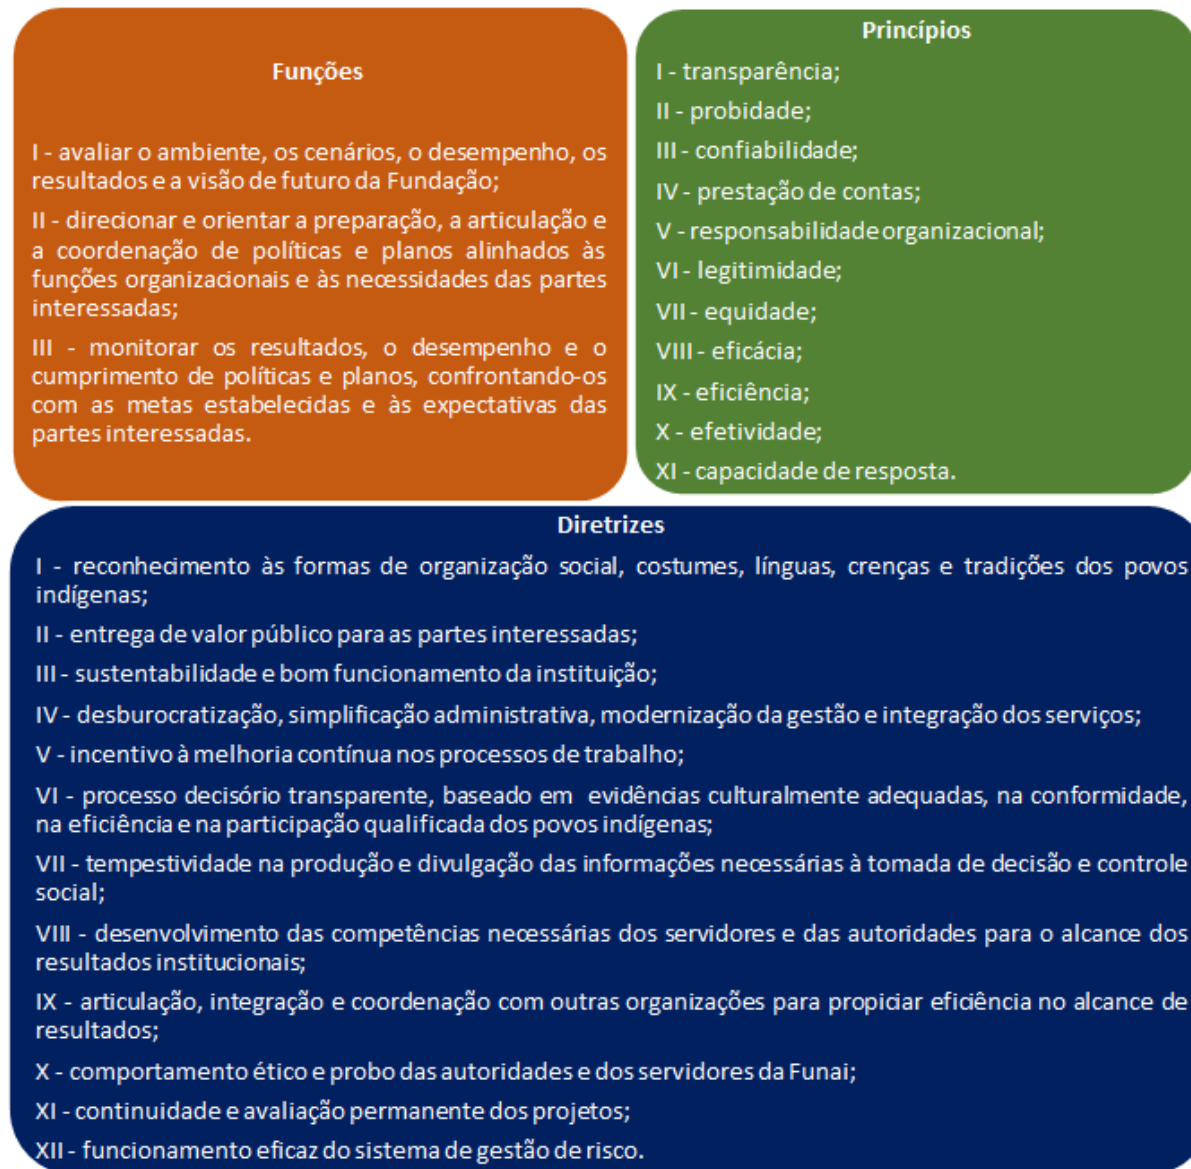 Funções
I - avaliar o ambiente, os cenários, o desempenho, os
resultados e a visão de futuro da Fundação;
II - direcionar e orientar a preparação, a articulação e
a coordenação de políticas e planos alinhados às
funções organizacionais e às necessidades das partes
interessadas;
III - monitorar os resultados, o desempenho e o
cumprimento de políticas e planos, confrontando-os
com as metas estabelecidas e às expectativas das
partes interessadas.
Princípios
I - transparência;
II - probidade;
III - confiabilidade;
IV - prestação de contas;
V - responsabilidade organizacional;
VI - legitimidade;
VII - equidade;
VIII - eficácia;
IX - eficiência;
X - efetividade;
XI - capacidade de resposta.
Diretrizes
I - reconhecimento às formas de organização social, costumes, línguas, crenças e tradições dos povos
indígenas;
II - entrega de valor público para as partes interessadas;
III - sustentabilidade e bom funcionamento da instituição;
IV - desburocratização, simplificação administrativa, modernização da gestão e integração dos serviços;
V - incentivo à melhoria contínua nos processos de trabalho;
VI - processo decisório transparente, baseado em evidências culturalmente adequadas, na conformidade,
na eficiência e na participação qualificada dos povos indígenas;
VII - tempestividade na produção e divulgação das informações necessárias à tomada de decisão e controle
social;
VIII - desenvolvimento das competências necessárias dos servidores e das autoridades para o alcance dos
resultados institucionais;
IX - articulação, integração e coordenação com outras organizações para propiciar eficiência no alcance de
resultados;
X - comportamento ético e probo das autoridades e dos servidores da Funai;
XI - continuidade e avaliação permanente dos projetos;
XII - funcionamento eficaz do sistema de gestão de risco.